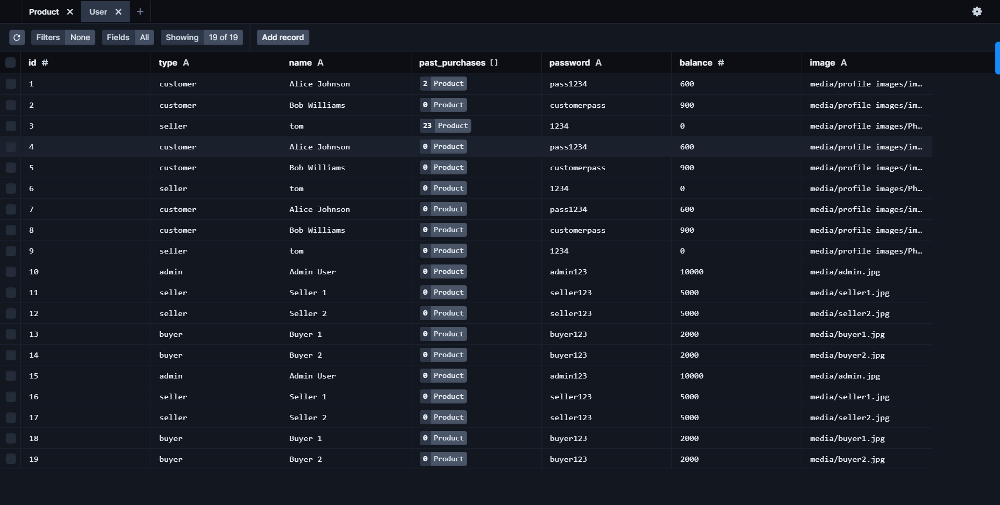 Product User
Filters None Fields All Showing 19 of 19 Add record
id # type A name A past_purchases [] password A balance # image A
1 customer Alice Johnson 2 Product pass1234 600 media/profile images/im…
2 customer Bob Williams 0 Product customerpass 900 media/profile images/im…
3 seller tom 23 Product 1234 0 media/profile images/Ph…
4 customer Alice Johnson 0 Product pass1234 600 media/profile images/im…
5 customer Bob Williams 0 Product customerpass 900 media/profile images/im…
6 seller tom 0 Product 1234 0 media/profile images/Ph…
7 customer Alice Johnson 0 Product pass1234 600 media/profile images/im…
8 customer Bob Williams 0 Product customerpass 900 media/profile images/im…
9 seller tom 0 Product 1234 0 media/profile images/Ph…
10 admin Admin User 0 Product admin123 10000 media/admin.jpg
11 seller Seller 1 0 Product seller123 5000 media/seller1.jpg
12 seller Seller 2 0 Product seller123 5000 media/seller2.jpg
13 buyer Buyer 1 0 Product buyer123 2000 media/buyer1.jpg
14 buyer Buyer 2 0 Product buyer123 2000 media/buyer2.jpg
15 admin Admin User 0 Product admin123 10000 media/admin.jpg
16 seller Seller 1 0 Product seller123 5000 media/seller1.jpg
17 seller Seller 2 0 Product seller123 5000 media/seller2.jpg
18 buyer Buyer 1 0 Product buyer123 2000 media/buyer1.jpg
19 buyer Buyer 2 0 Product buyer123 2000 media/buyer2.jpg